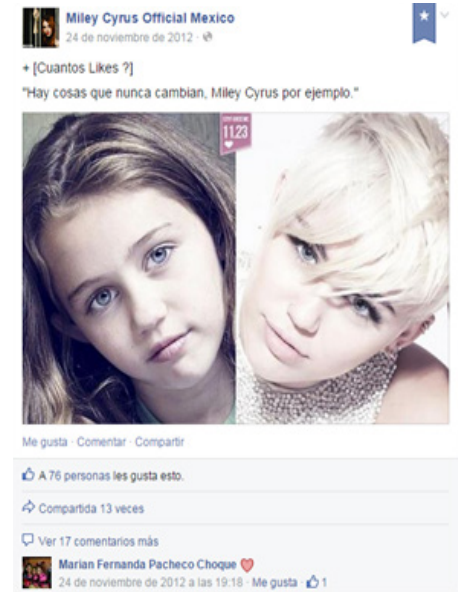 Miley Cyrus Official Mexico
24 de noviembre de 2012 ·
+ [Cuantos Likes ?]
"Hay cosas que nunca cambian, Miley Cyrus por ejemplo."
11.23
Me gusta · Comentar · Compartir
A 76 personas les gusta esto.
Compartida 13 veces
Ver 17 comentarios más
Marian Fernanda Pacheco Choque
24 de noviembre de 2012 a las 19:18 · Me gusta · 1